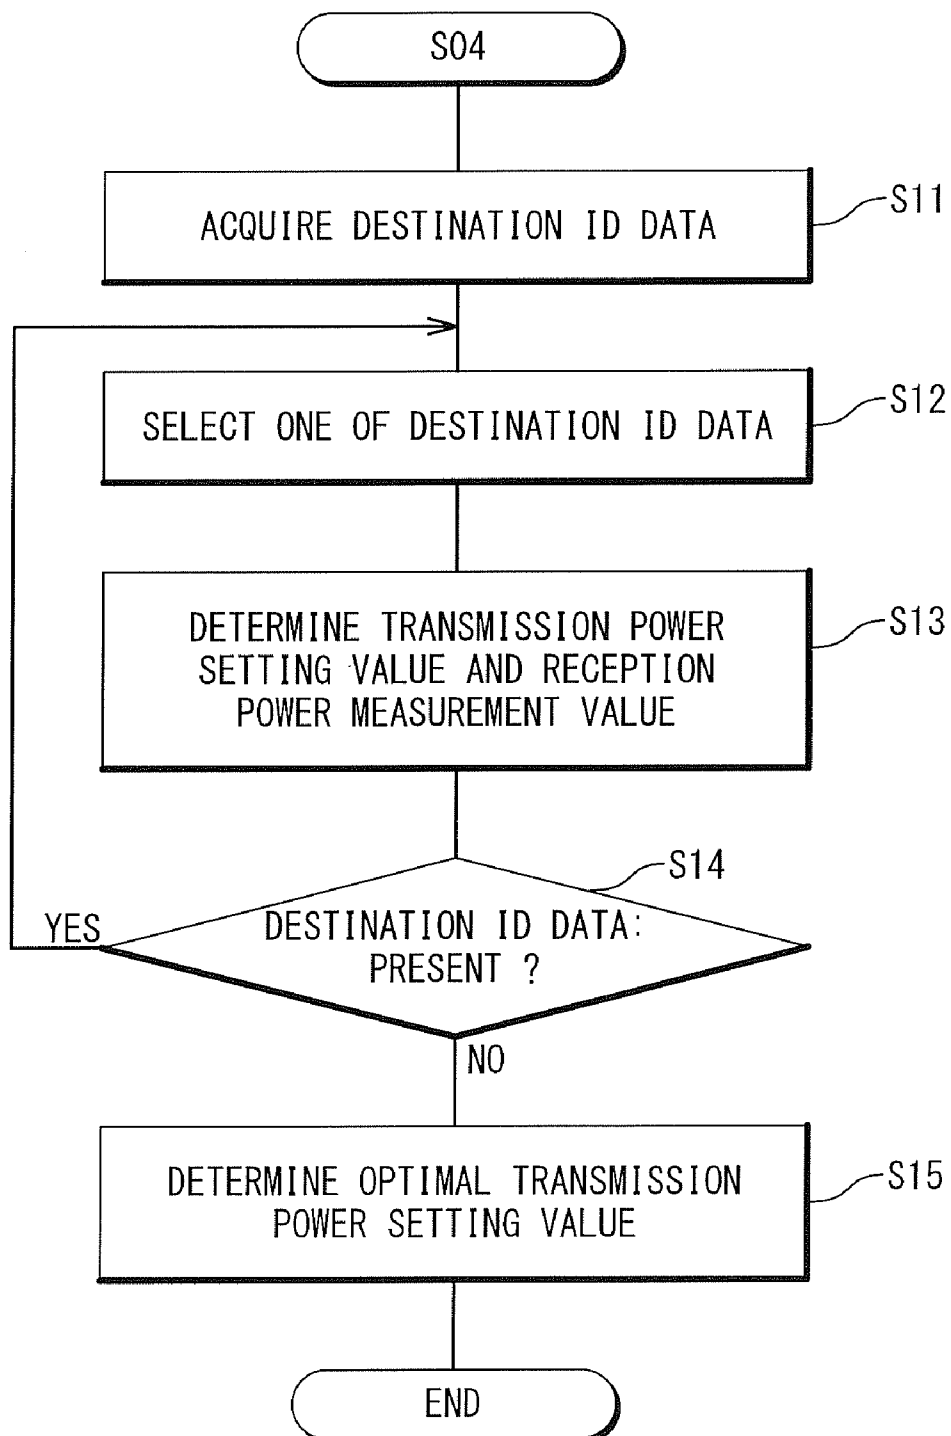 S04
ACQUIRE DESTINATION ID DATA
S11
SELECT ONE OF DESTINATION ID DATA
S12
DETERMINE TRANSMISSION POWER
SETTING VALUE AND RECEPTION
POWER MEASUREMENT VALUE
S13
S14
DESTINATION ID DATA:
PRESENT ?
YES
NO
DETERMINE OPTIMAL TRANSMISSION
POWER SETTING VALUE
S15
END